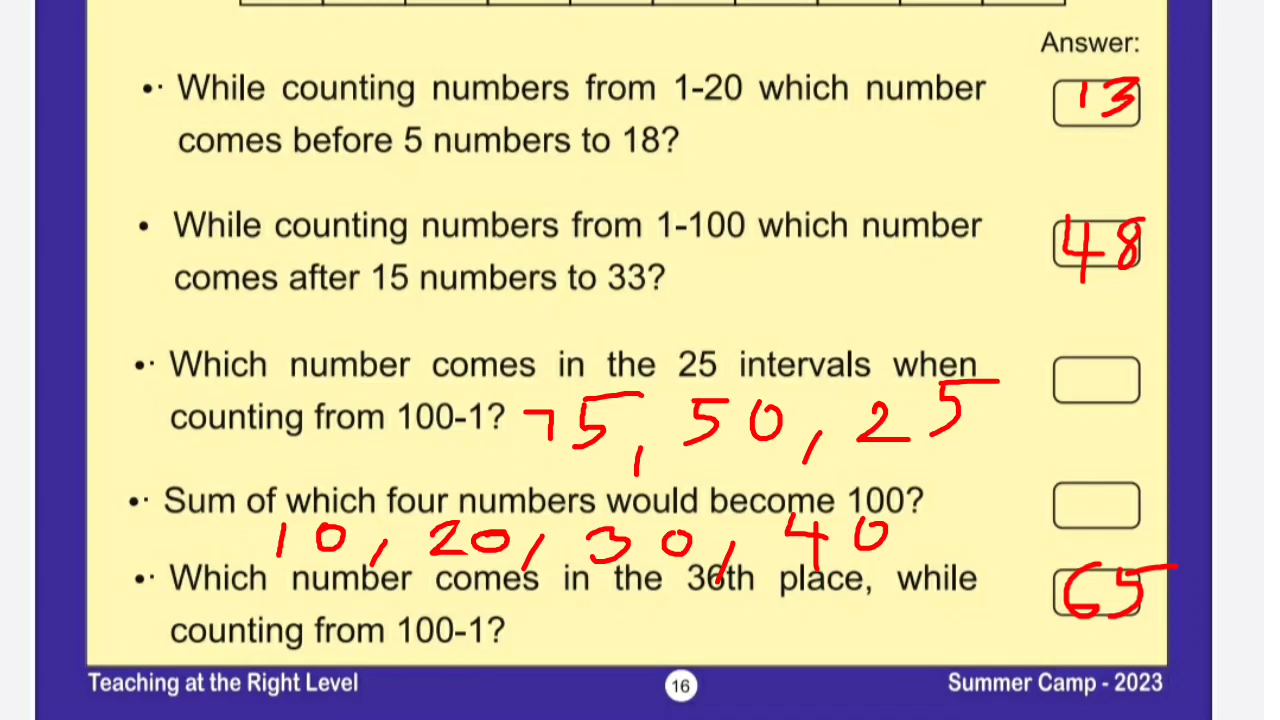 Answer:
•· While counting numbers from 1-20 which number
comes before 5 numbers to 18?
13
• While counting numbers from 1-100 which number
comes after 15 numbers to 33?
48
•· Which number comes in the 25 intervals when
counting from 100-1? 75, 50, 25
•· Sum of which four numbers would become 100?
10, 20, 30, 40
•· Which number comes in the 36th place, while
counting from 100-1?
65
Teaching at the Right Level 16 Summer Camp - 2023